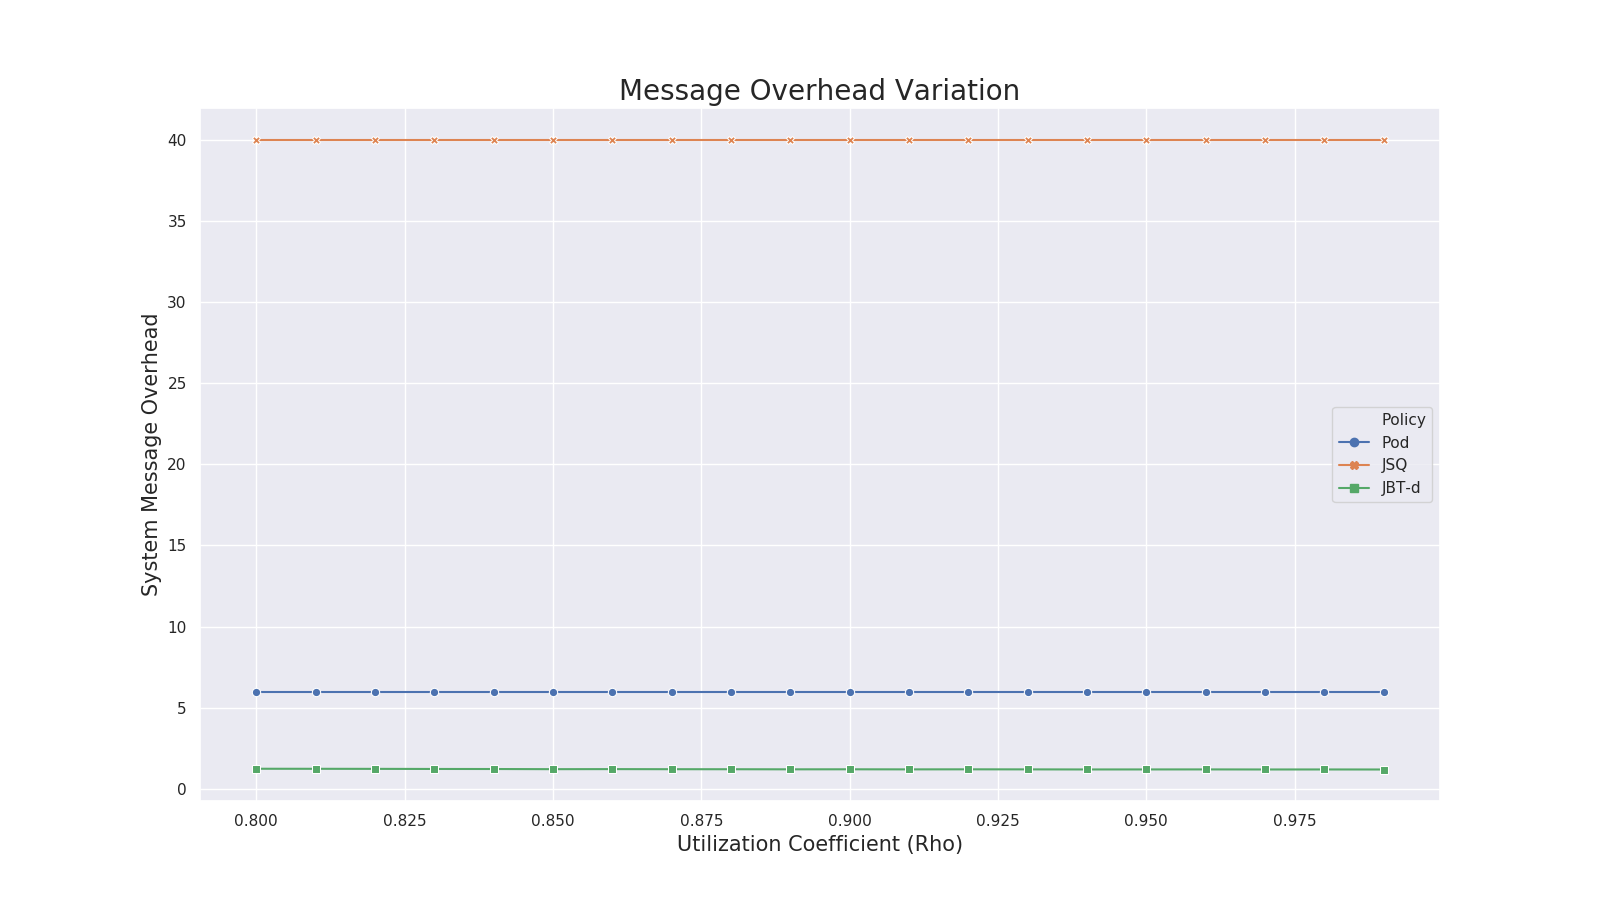 Message Overhead Variation
System Message Overhead
40
35
30
25
20
15
10
5
0
Policy
Pod
JSQ
JBT-d
0.800 0.825 0.850 0.875 0.900 0.925 0.950 0.975
Utilization Coefficient (Rho)